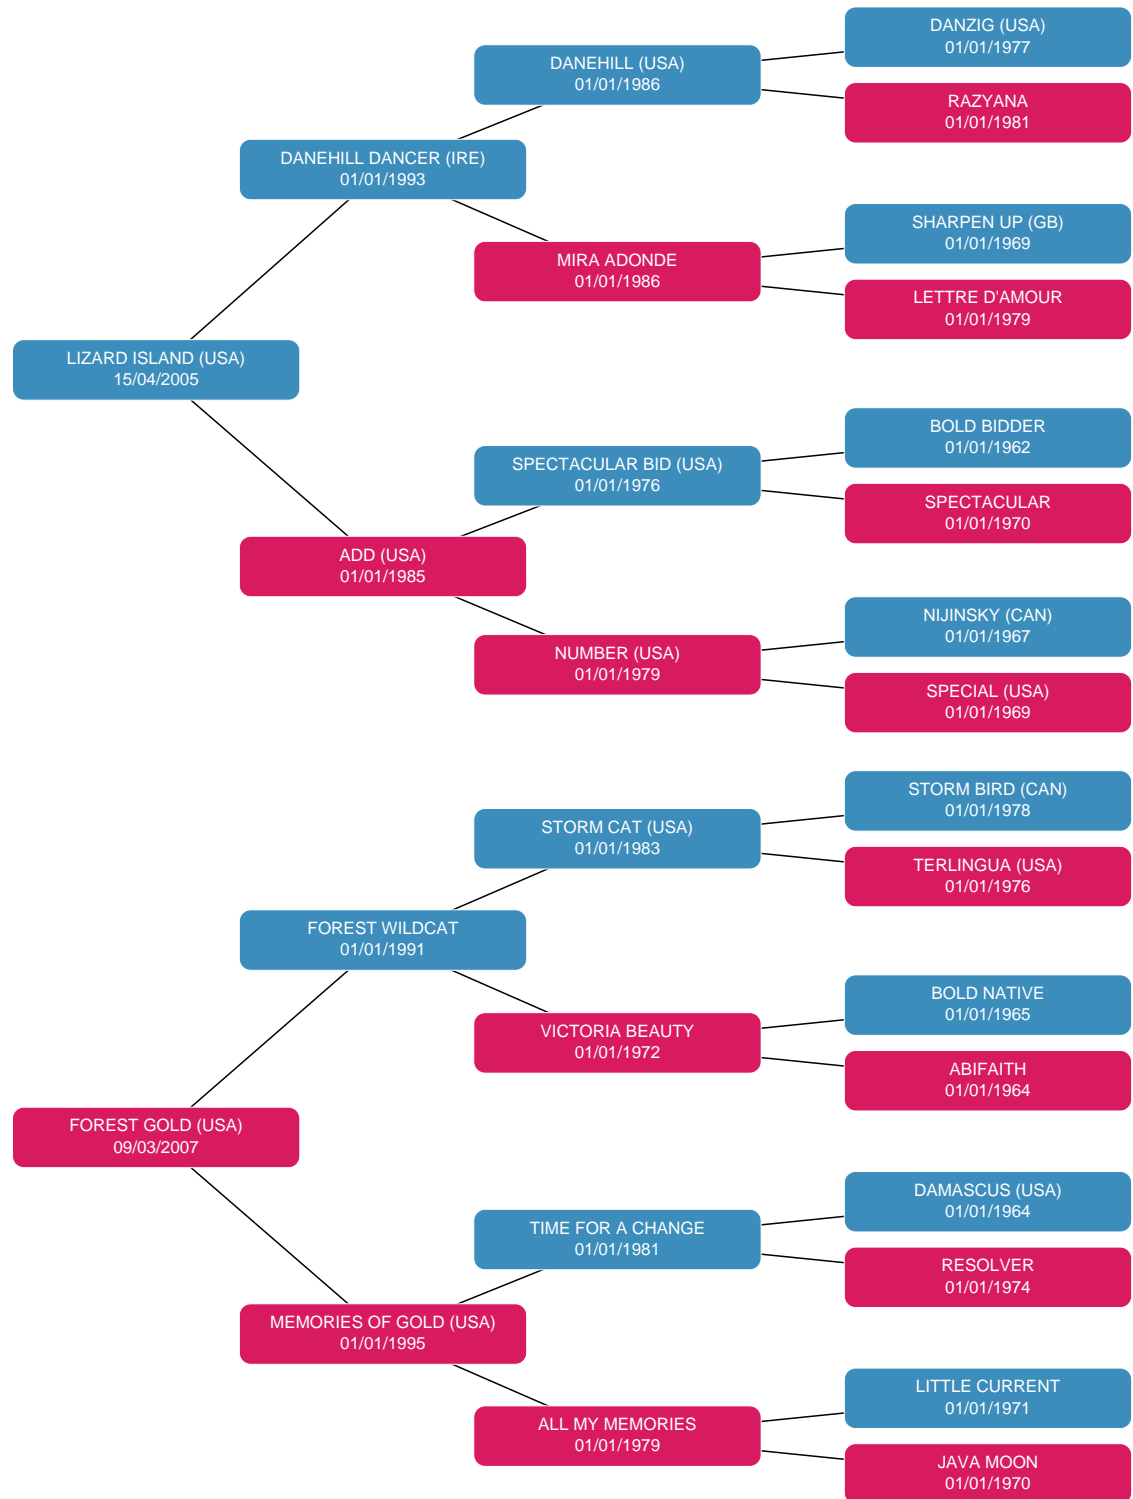 DANZIG (USA)
01/01/1977
DANEHILL (USA)
01/01/1986
RAZYANA
01/01/1981
DANEHILL DANCER (IRE)
01/01/1993
SHARPEN UP (GB)
01/01/1969
MIRA ADONDE
01/01/1986
LETTRE D'AMOUR
01/01/1979
LIZARD ISLAND (USA)
15/04/2005
BOLD BIDDER
01/01/1962
SPECTACULAR BID (USA)
01/01/1976
SPECTACULAR
01/01/1970
ADD (USA)
01/01/1985
NIJINSKY (CAN)
01/01/1967
NUMBER (USA)
01/01/1979
SPECIAL (USA)
01/01/1969
STORM BIRD (CAN)
01/01/1978
STORM CAT (USA)
01/01/1983
TERLINGUA (USA)
01/01/1976
FOREST WILDCAT
01/01/1991
BOLD NATIVE
01/01/1965
VICTORIA BEAUTY
01/01/1972
ABIFAITH
01/01/1964
FOREST GOLD (USA)
09/03/2007
DAMASCUS (USA)
01/01/1964
TIME FOR A CHANGE
01/01/1981
RESOLVER
01/01/1974
MEMORIES OF GOLD (USA)
01/01/1995
LITTLE CURRENT
01/01/1971
ALL MY MEMORIES
01/01/1979
JAVA MOON
01/01/1970